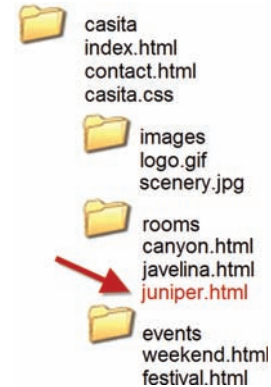 casita
index.html
contact.html
casita.css
images
logo.gif
scenery.jpg
rooms
canyon.html
javelina.html
juniper.html
events
weekend.html
festival.html